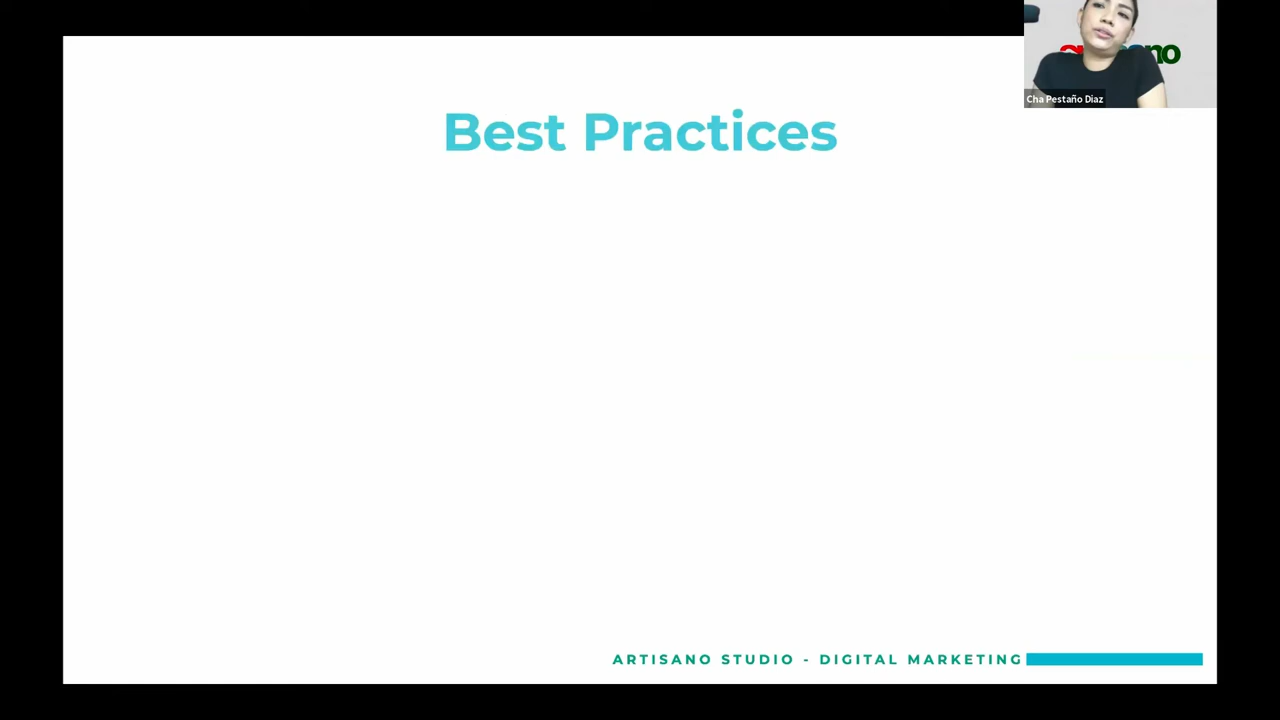 Cha Pestaño Diaz
Best Practices
ARTISANO STUDIO - DIGITAL MARKETING